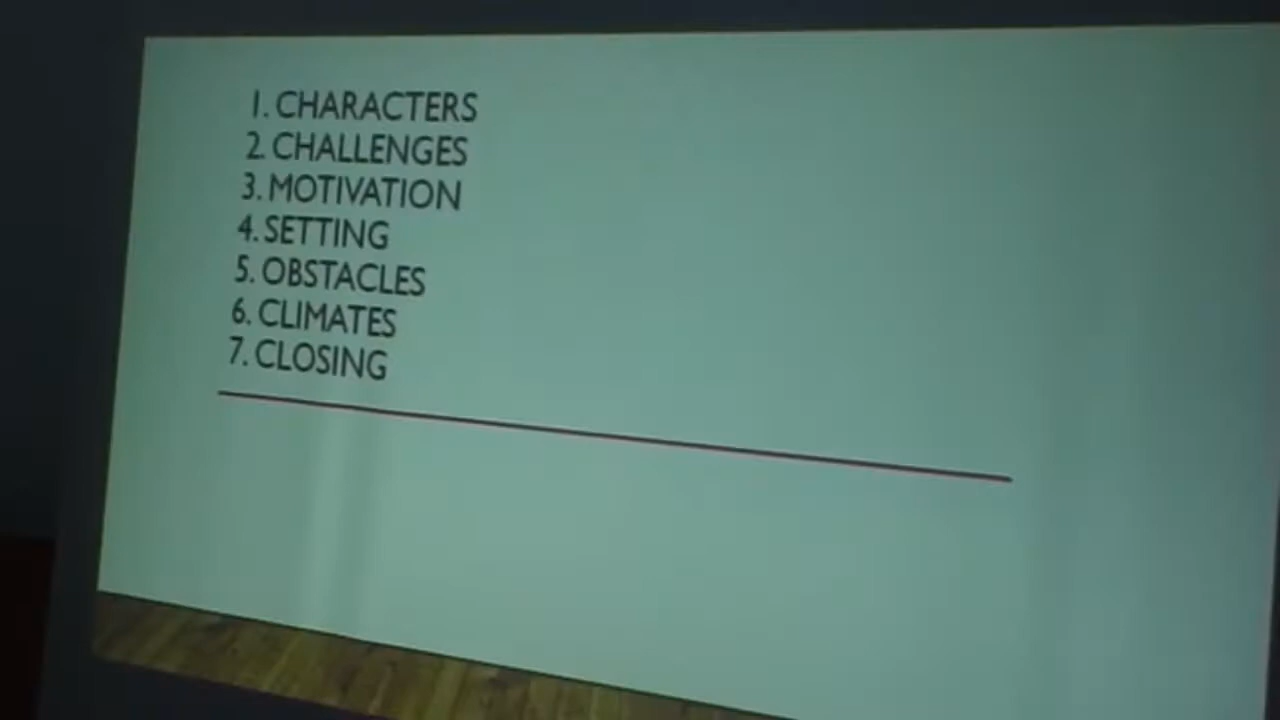 1. CHARACTERS
2. CHALLENGES
3. MOTIVATION
4. SETTING
5. OBSTACLES
6. CLIMATES
7. CLOSING